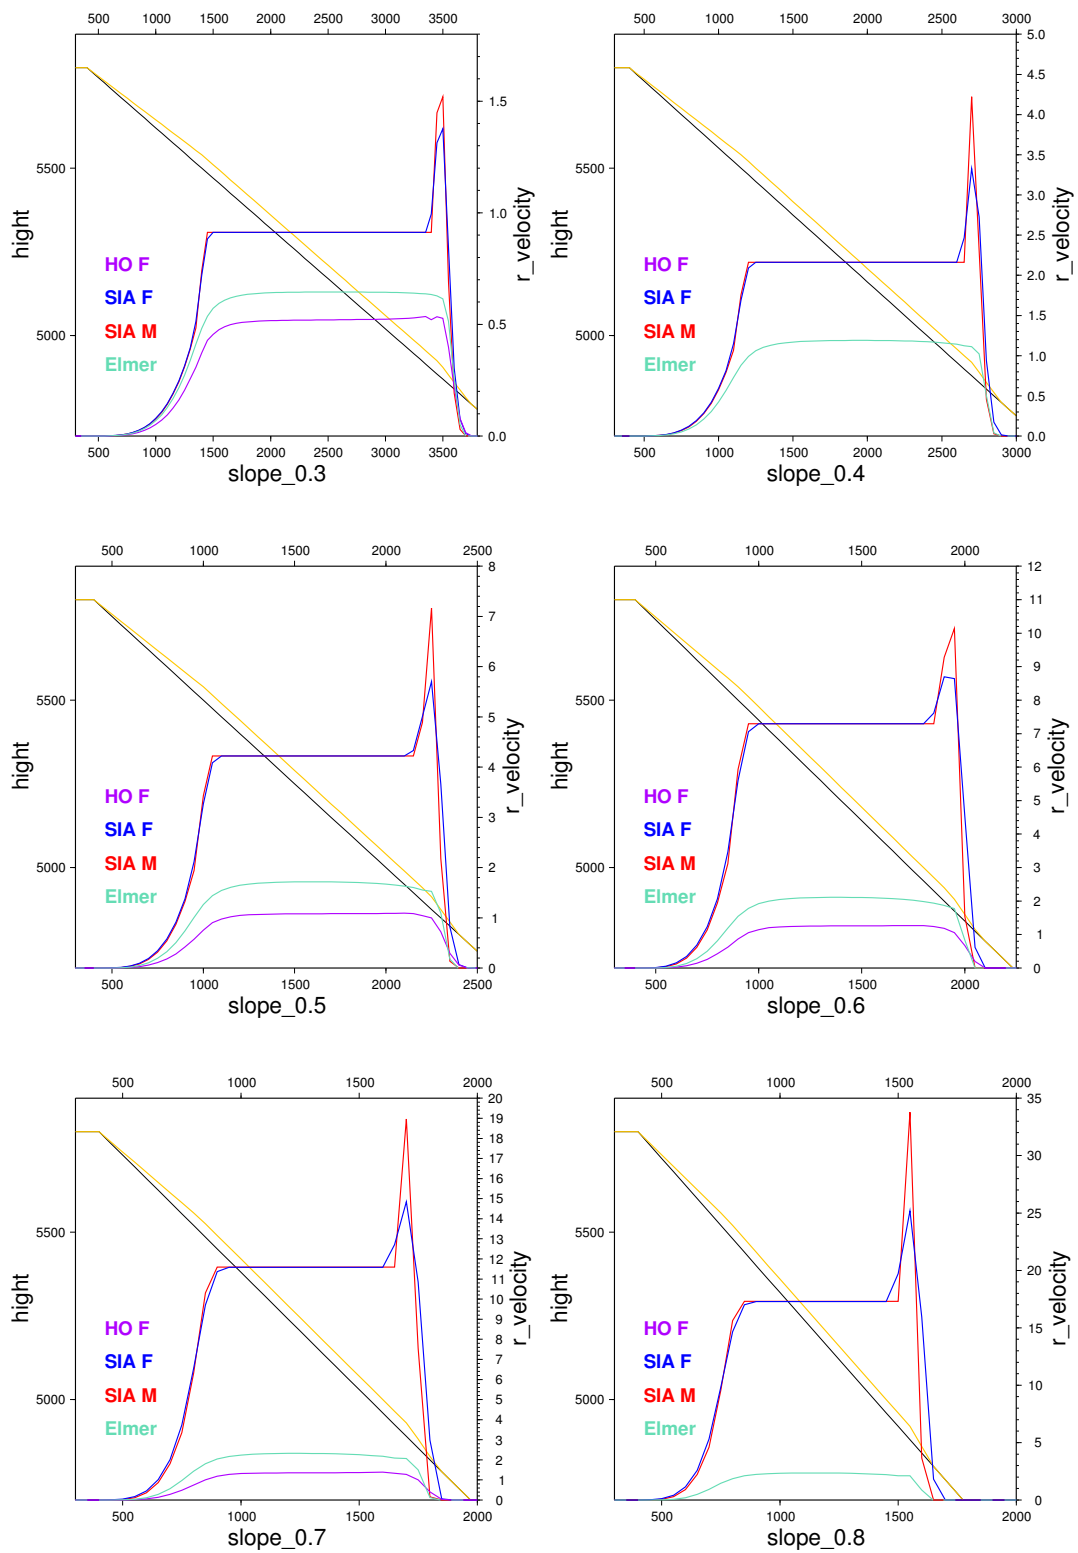 500 1000 1500 2000 2500 3000 3500
500 1000 1500 2000 2500 3000
hight
5500
5000
HO F
SIA F
SIA M
Elmer
1.5
1.0
0.5
0.0
r_velocity
500 1000 1500 2000 2500 3000 3500
slope_0.3
hight
5500
5000
HO F
SIA F
SIA M
Elmer
5.0
4.5
4.0
3.5
3.0
2.5
2.0
1.5
1.0
0.5
0.0
r_velocity
500 1000 1500 2000 2500 3000
slope_0.4
500 1000 1500 2000 2500
500 1000 1500 2000
hight
5500
5000
HO F
SIA F
SIA M
Elmer
8
7
6
5
4
3
2
1
0
r_velocity
500 1000 1500 2000 2500
slope_0.5
hight
5500
5000
HO F
SIA F
SIA M
Elmer
12
11
10
9
8
7
6
5
4
3
2
1
0
r_velocity
500 1000 1500 2000
slope_0.6
500 1000 1500 2000
500 1000 1500 2000
hight
5500
5000
HO F
SIA F
SIA M
Elmer
20
19
18
17
16
15
14
13
12
11
10
9
8
7
6
5
4
3
2
1
0
r_velocity
500 1000 1500 2000
slope_0.7
hight
5500
5000
HO F
SIA F
SIA M
Elmer
35
30
25
20
15
10
5
0
r_velocity
500 1000 1500 2000
slope_0.8